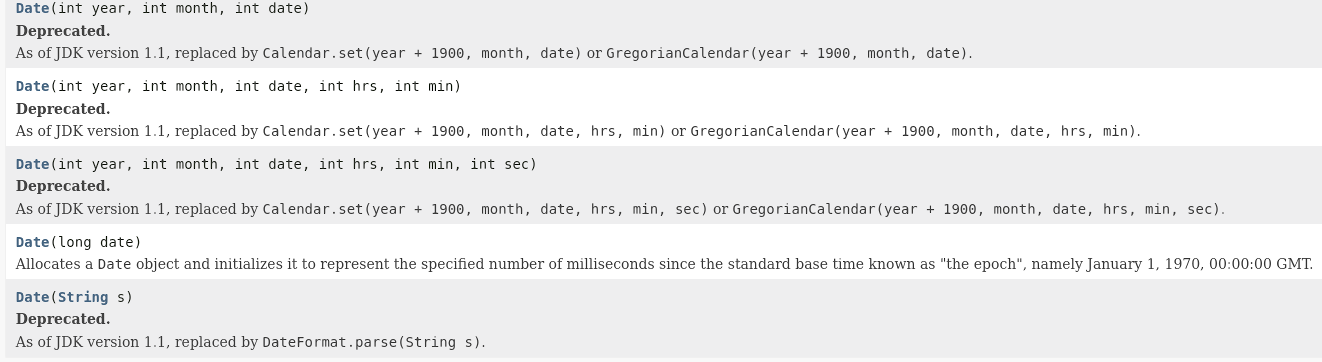 Date(int year, int month, int date)
Deprecated.
As of JDK version 1.1, replaced by Calendar.set(year + 1900, month, date) or GregorianCalendar(year + 1900, month, date).
Date(int year, int month, int date, int hrs, int min)
Deprecated.
As of JDK version 1.1, replaced by Calendar.set(year + 1900, month, date, hrs, min) or GregorianCalendar(year + 1900, month, date, hrs, min).
Date(int year, int month, int date, int hrs, int min, int sec)
Deprecated.
As of JDK version 1.1, replaced by Calendar.set(year + 1900, month, date, hrs, min, sec) or GregorianCalendar(year + 1900, month, date, hrs, min, sec).
Date(long date)
Allocates a Date object and initializes it to represent the specified number of milliseconds since the standard base time known as "the epoch", namely January 1, 1970, 00:00:00 GMT.
Date(String s)
Deprecated.
As of JDK version 1.1, replaced by DateFormat.parse(String s).